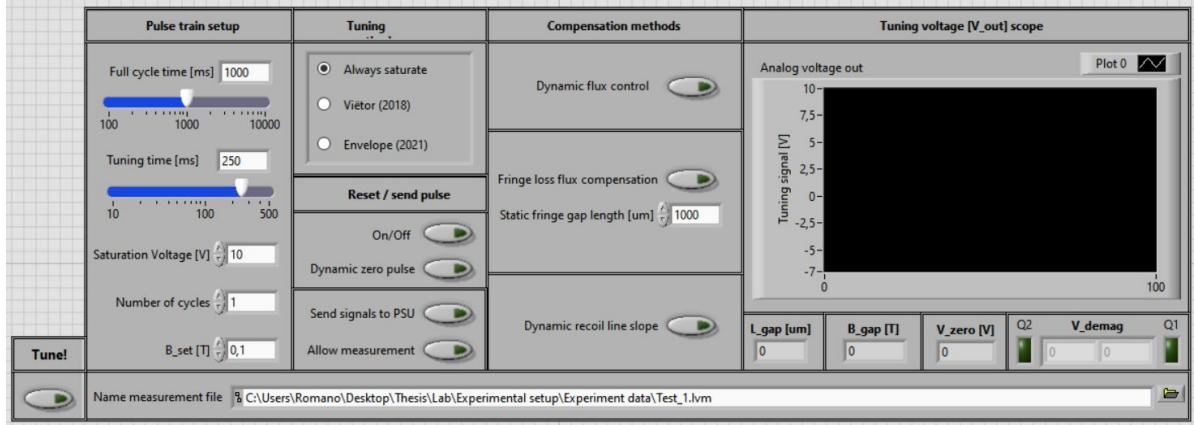 Pulse train setup
Full cycle time [ms] 1000
100 1000 10000
Tuning time [ms] 250
10 100 500
Saturation Voltage [V] 10
Number of cycles 1
B_set [T] 0,1
Tuning
Always saturate
Viëtor (2018)
Envelope (2021)
Reset / send pulse
On/Off
Dynamic zero pulse
Send signals to PSU
Allow measurement
Compensation methods
Dynamic flux control
Fringe loss flux compensation
Static fringe gap length [um] 1000
Dynamic recoil line slope
Tuning voltage [V_out] scope
Analog voltage out
Plot 0
Tuning signal [V]
10
7,5
5
2,5
0
-2,5
-5
-7
0 100
L_gap [um]
0
B_gap [T]
0
V_zero [V]
0
Q2 V_demag Q1
0 0
Tune!
Name measurement file C:\Users\Romano\Desktop\Thesis\Lab\Experimental setup\Experiment data\Test_1.lvm